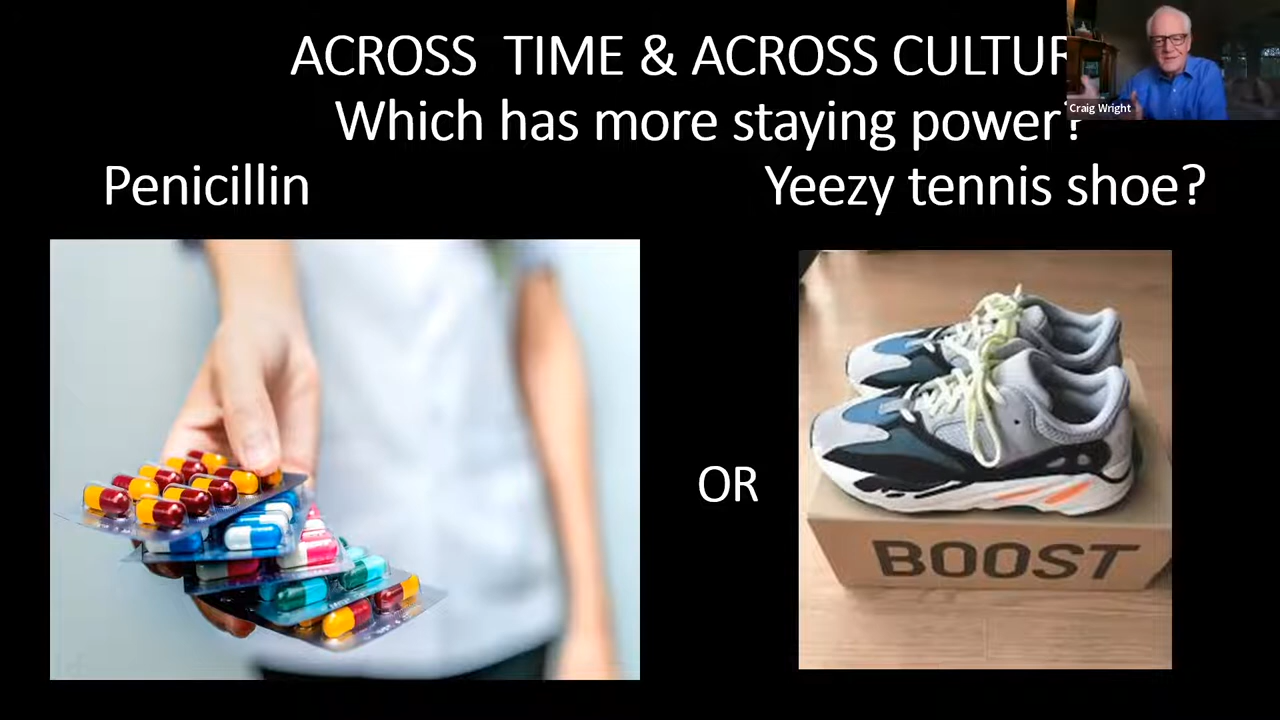 ACROSS TIME & ACROSS CULTUR
Which has more staying power?
Craig Wright
Penicillin
Yeezy tennis shoe?
OR
BOOST